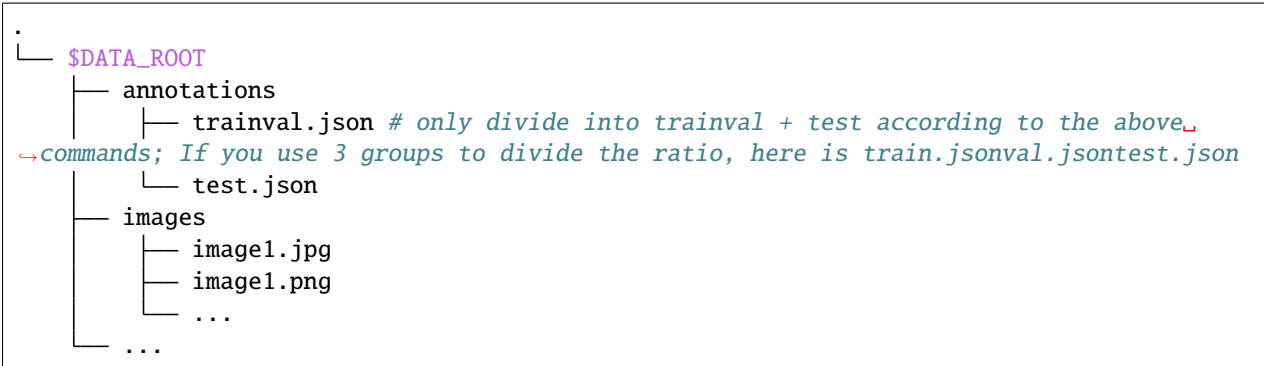 .
└── $DATA_ROOT
    ├── annotations
    │   ├── trainval.json # only divide into trainval + test according to the above␣
↪commands; If you use 3 groups to divide the ratio, here is train.jsonval.jsontest.json
    │   └── test.json
    ├── images
    │   ├── image1.jpg
    │   ├── image1.png
    │   └── ...
    └── ...